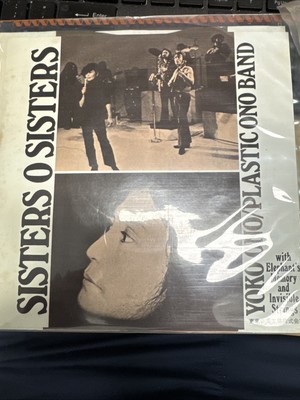 SISTERS O SISTERS
YOKO ONO/PLASTIC ONO BAND
with
Elephant's
Memory
and
Invisible
Strings